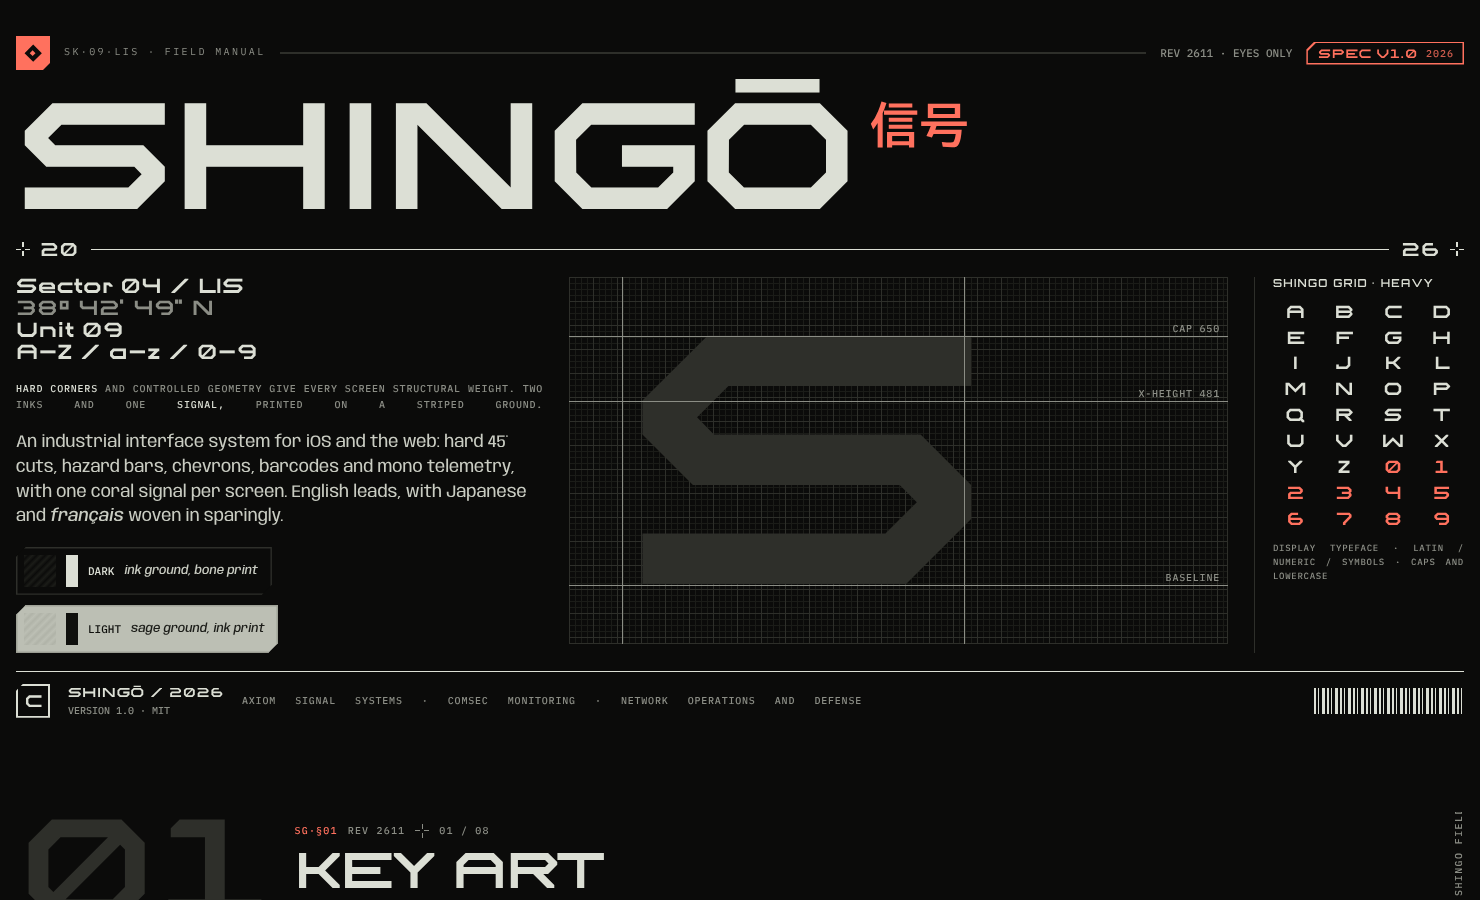 SK·09·LIS · FIELD MANUAL
REV 2611 · EYES ONLY
SPEC V1.0 2026
SHINGŌ 信号
20
26
Sector 04 / LIS
38° 42' 49" N
Unit 09
A—Z / a—z / 0—9
HARD CORNERS AND CONTROLLED GEOMETRY GIVE EVERY SCREEN STRUCTURAL WEIGHT. TWO
INKS AND ONE SIGNAL, PRINTED ON A STRIPED GROUND.
An industrial interface system for iOS and the web: hard 45°
cuts, hazard bars, chevrons, barcodes and mono telemetry,
with one coral signal per screen. English leads, with Japanese
and français woven in sparingly.
DARK ink ground, bone print
LIGHT sage ground, ink print
S
CAP 650
X-HEIGHT 481
BASELINE
SHINGO GRID · HEAVY
A B C D
E F G H
I J K L
M N O P
Q R S T
U V W X
Y Z 0 1
2 3 4 5
6 7 8 9
DISPLAY TYPEFACE · LATIN /
NUMERIC / SYMBOLS · CAPS AND
LOWERCASE
SHINGŌ / 2026
VERSION 1.0 · MIT
AXIOM SIGNAL SYSTEMS · COMSEC MONITORING · NETWORK OPERATIONS AND DEFENSE
01
SG·§01 REV 2611 01 / 08
KEY ART
SHINGO